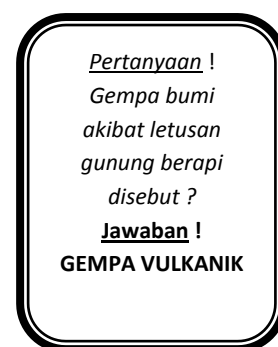 Pertanyaan !
Gempa bumi
akibat letusan
gunung berapi
disebut ?
Jawaban !
GEMPA VULKANIK